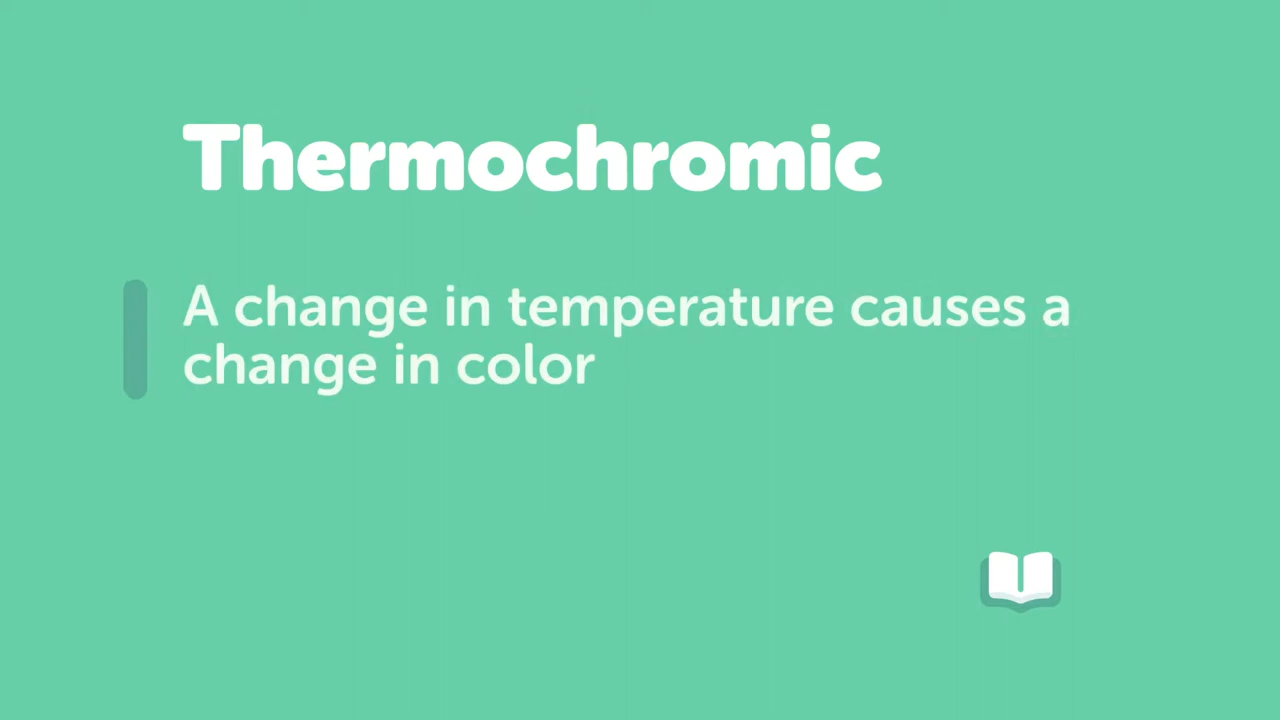 Thermochromic
A change in temperature causes a
change in color